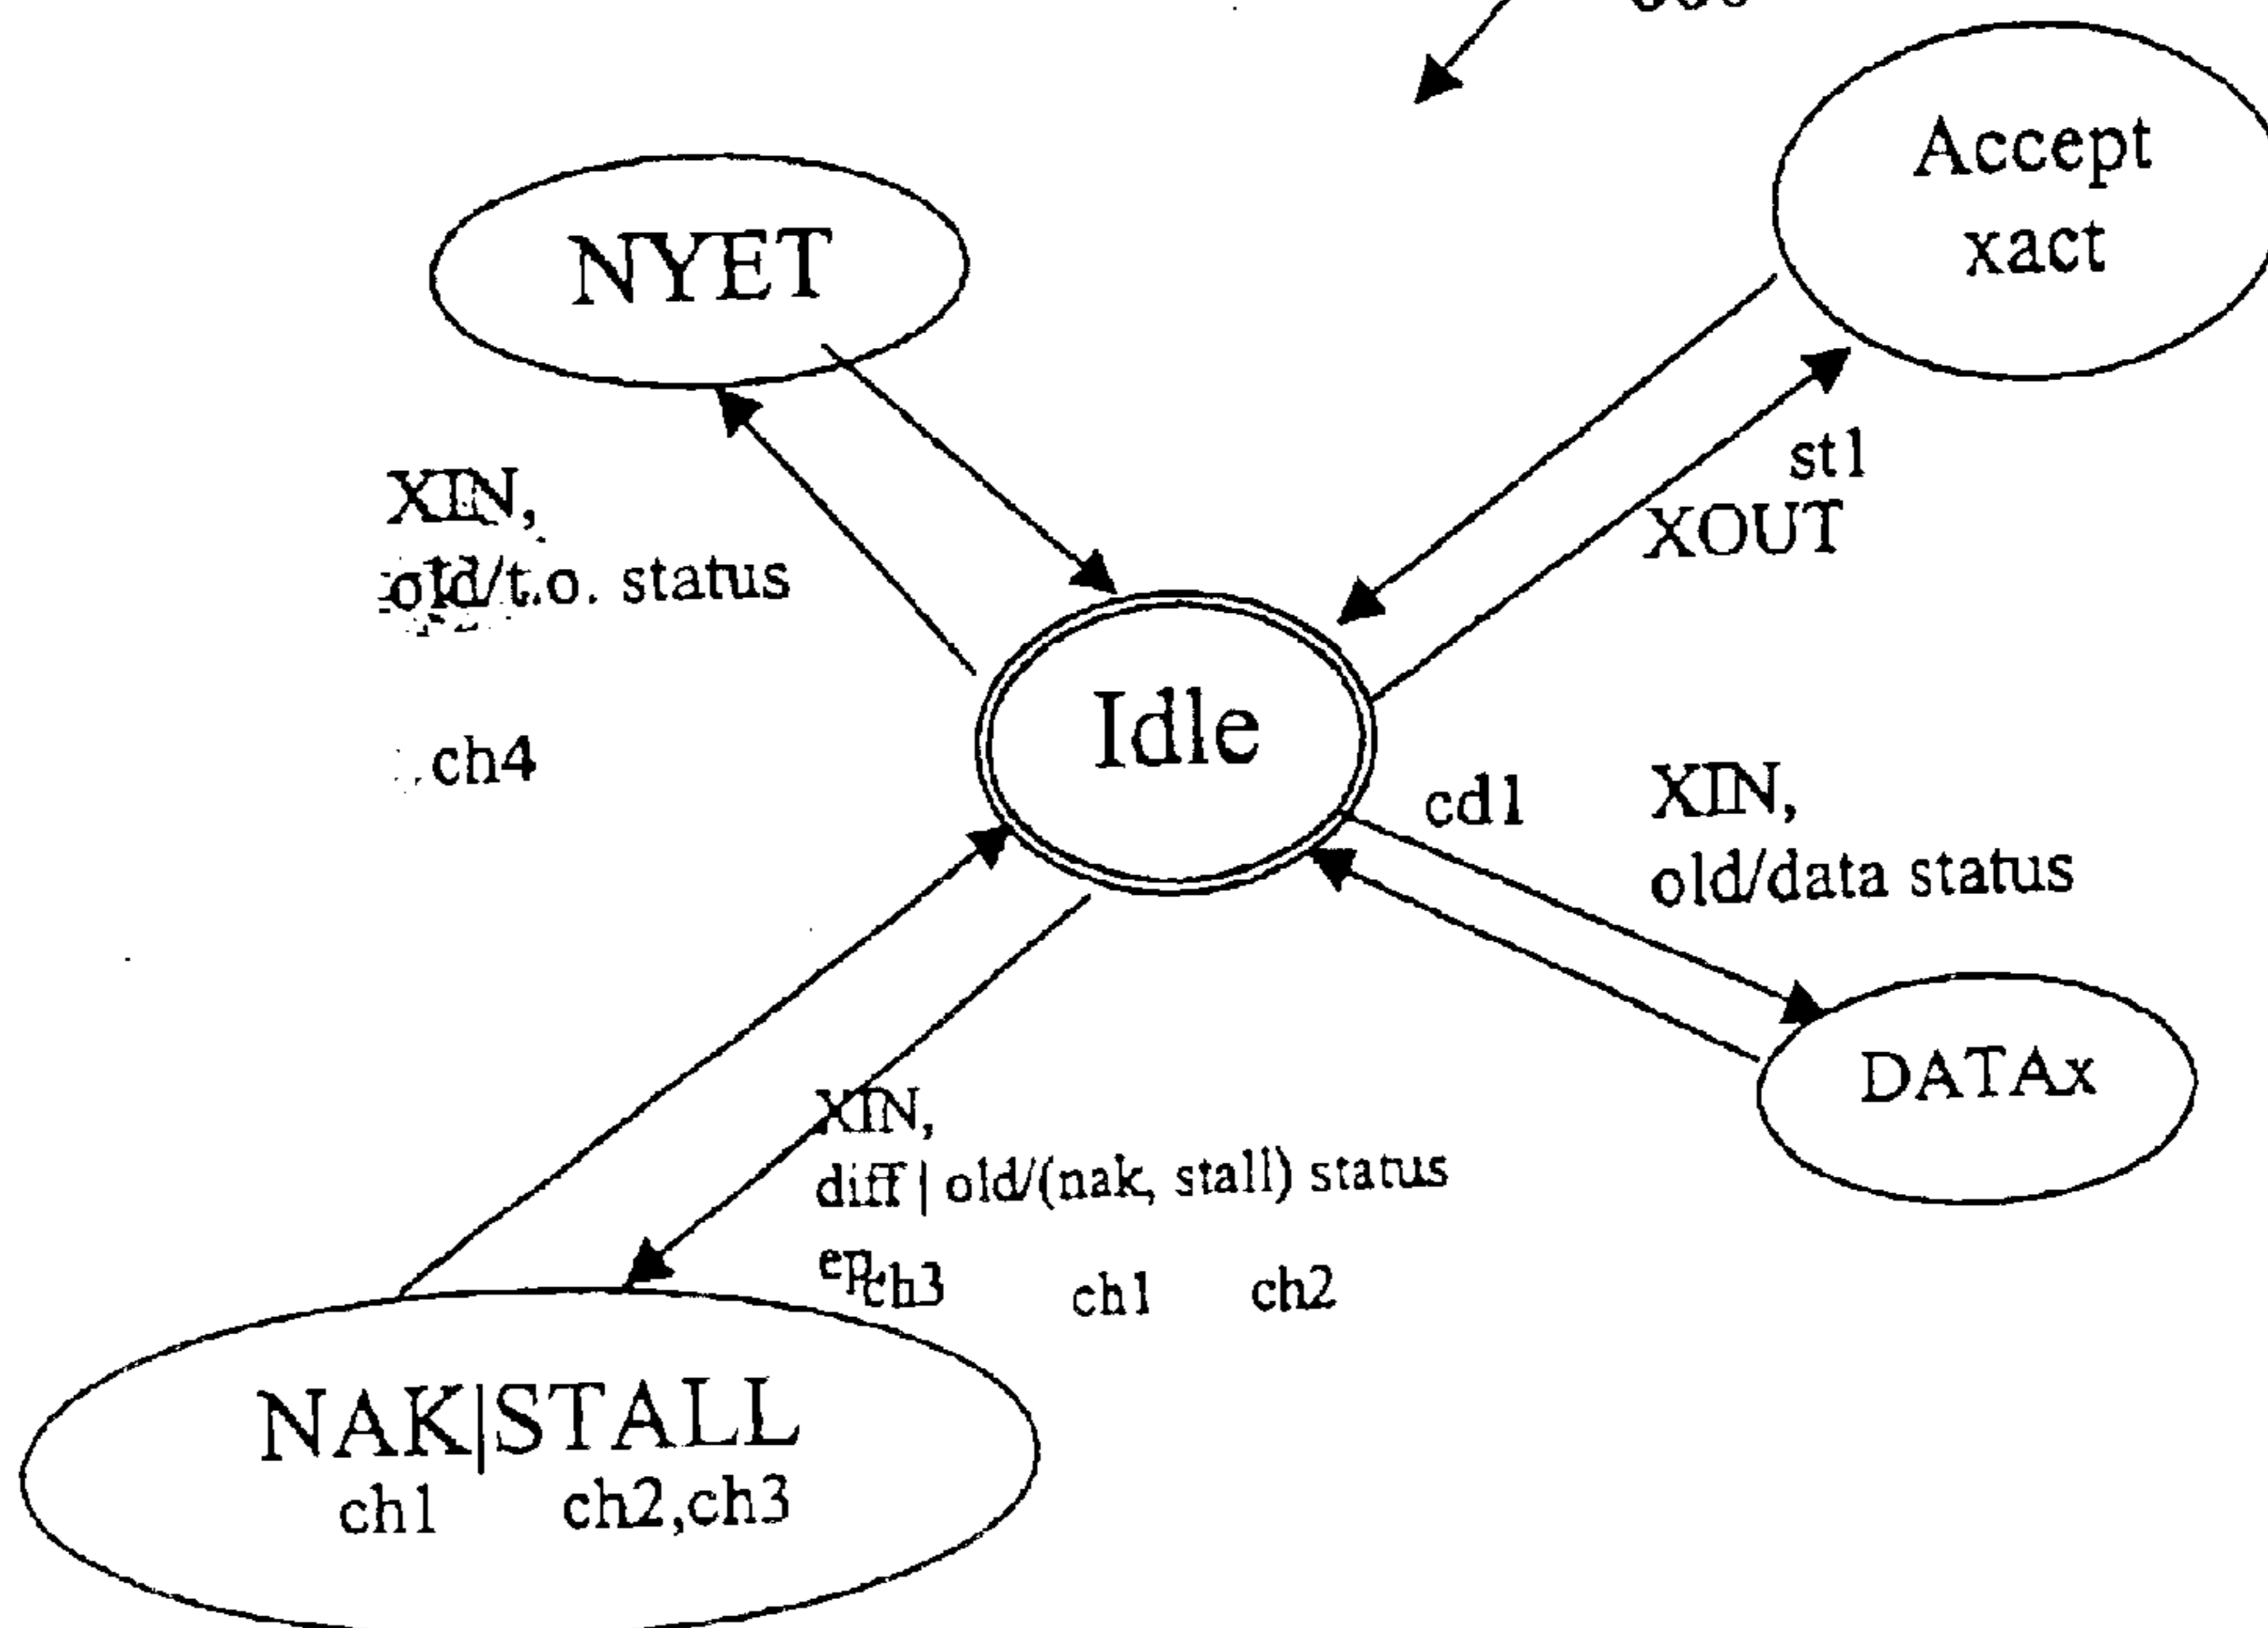 Accept
xact
NYET
st1
XOUT
XIN,
old/t.o. status
ch4
Idle
cd1
XIN,
old/data status
DATAx
XIN,
diff | old/(nak, stall) status
ep,
ch3 ch1 ch2
NAK|STALL
ch1 ch2,ch3